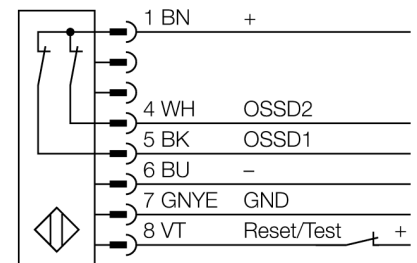 1 BN +
4 WH OSSD2
5 BK OSSD1
6 BU –
7 GNYE GND
8 VT Reset/Test +